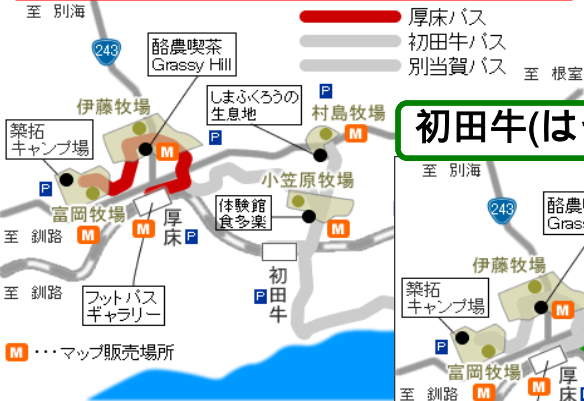 至 別海
243
酪農喫茶
Grassy Hill
伊藤牧場
M
築拓
キャンプ場
P
富岡牧場
M
至 釧路
至 釧路
フットパス
ギャラリー
M
厚床
P
P
しまふくろうの
生息地
P
村島牧場
M
小笠原牧場
体験館
食多楽
M
初田牛
P
M・・・マップ販売場所
厚床パス
初田牛パス
別当賀パス
至 根室
初田牛(は
至 別海
243
酪農
Gras
伊藤牧場
M
築拓
キャンプ場
P
富岡牧場
M
至 釧路
M
厚床